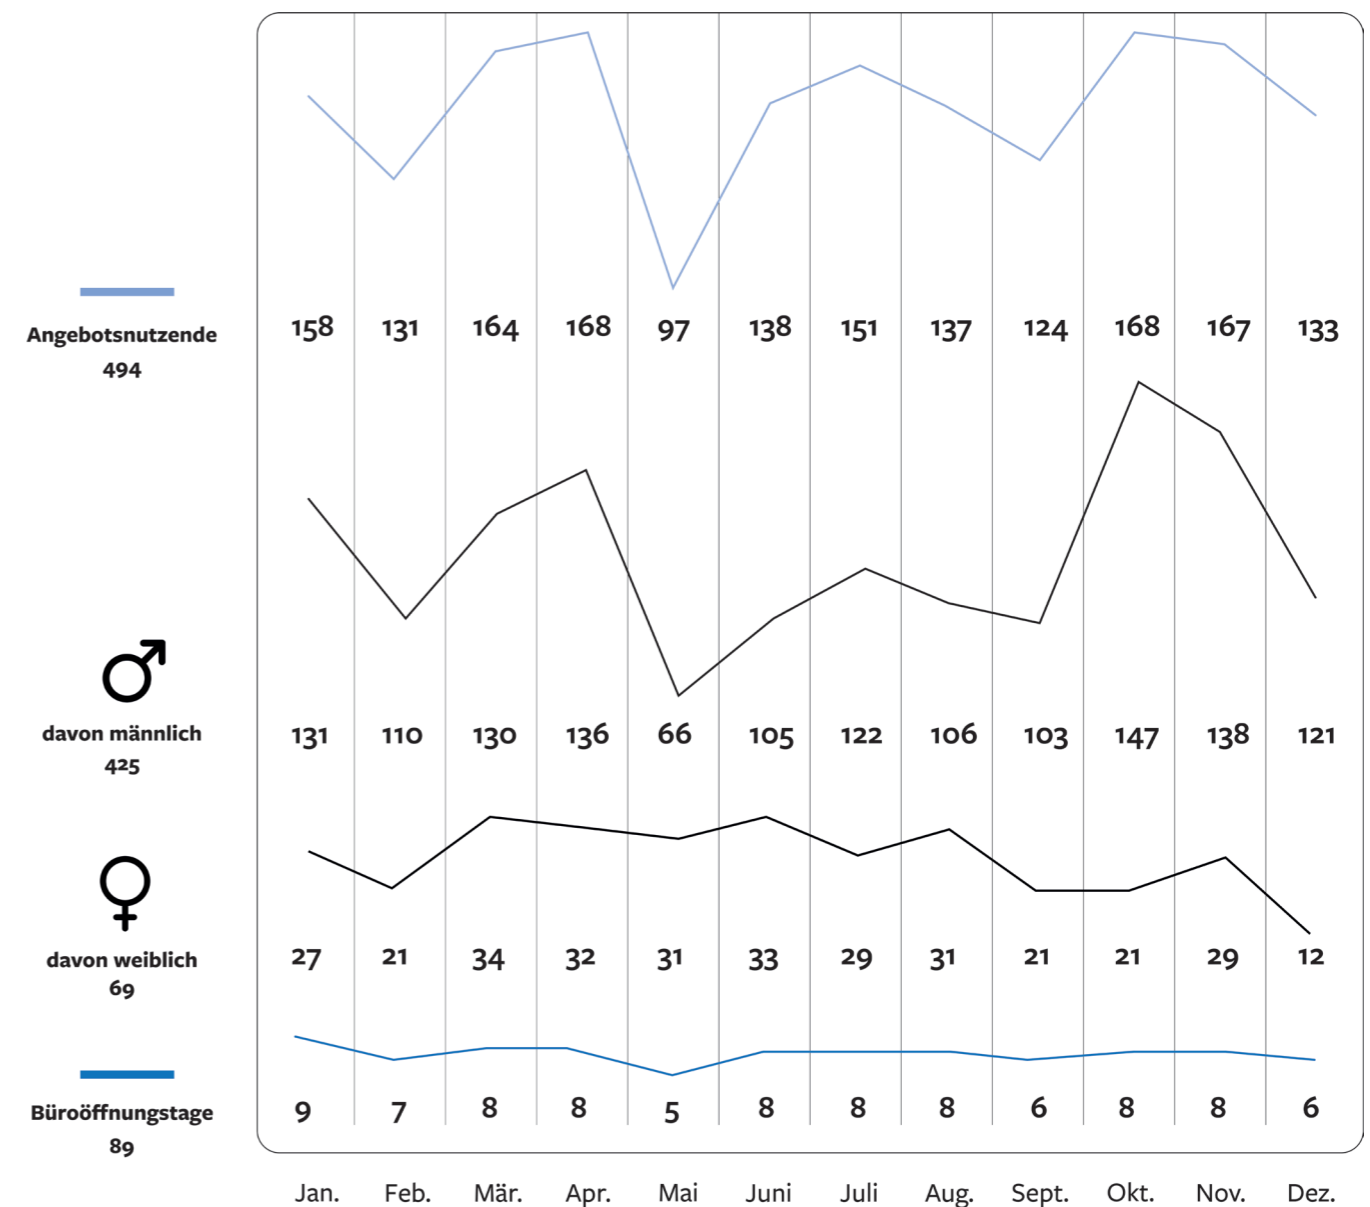 Angebotsnutzende
494
158 131 164 168 97 138 151 137 124 168 167 133
davon männlich
425
131 110 130 136 66 105 122 106 103 147 138 121
davon weiblich
69
27 21 34 32 31 33 29 31 21 21 29 12
Büroöffnungstage
89
9 7 8 8 5 8 8 8 6 8 8 6
Jan. Feb. Mär. Apr. Mai Juni Juli Aug. Sept. Okt. Nov. Dez.